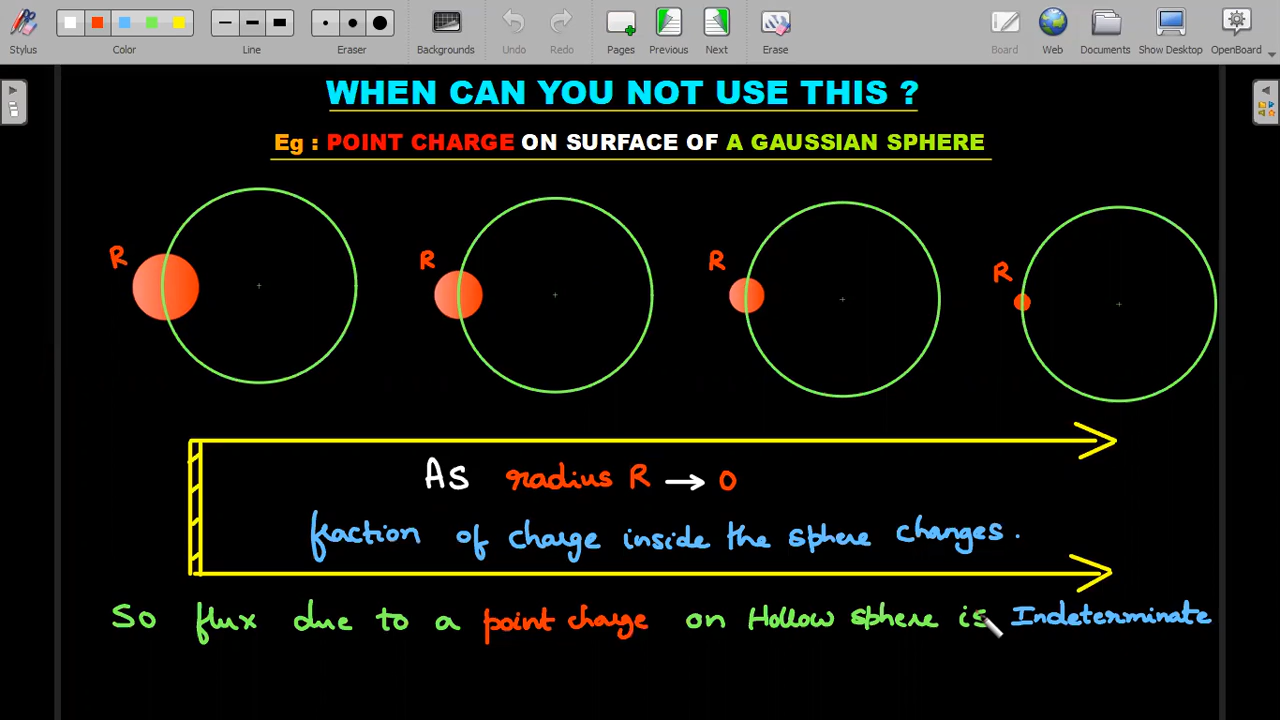 Stylus Color Line Eraser Backgrounds Undo Redo Pages Previous Next Erase Board Web Documents Show Desktop OpenBoard
WHEN CAN YOU NOT USE THIS ?
Eg : POINT CHARGE ON SURFACE OF A GAUSSIAN SPHERE
R R R R
As radius R → 0
fraction of charge inside the sphere changes.
So flux due to a point charge on Hollow sphere is Indeterminate